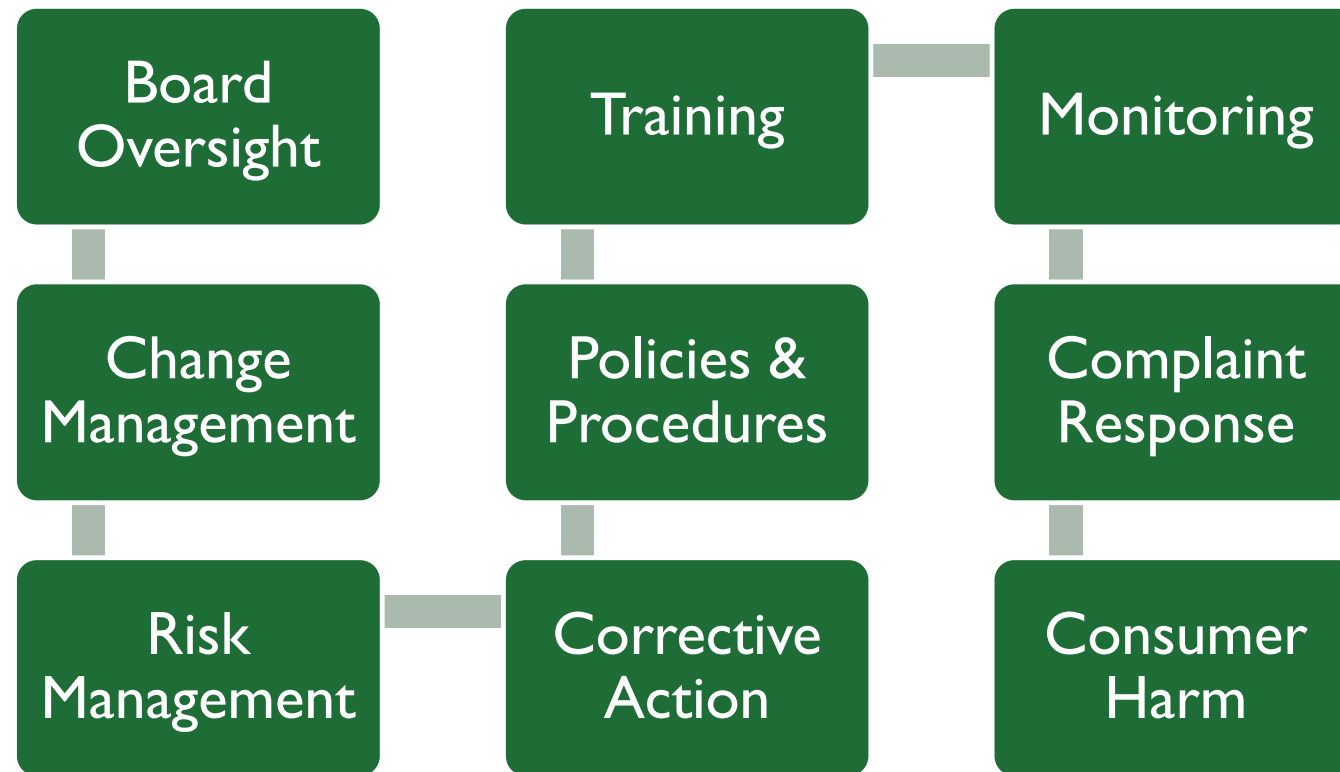 Board
Oversight
Change
Management
Risk
Management
Corrective
Action
Policies &
Procedures
Training
Monitoring
Complaint
Response
Consumer
Harm